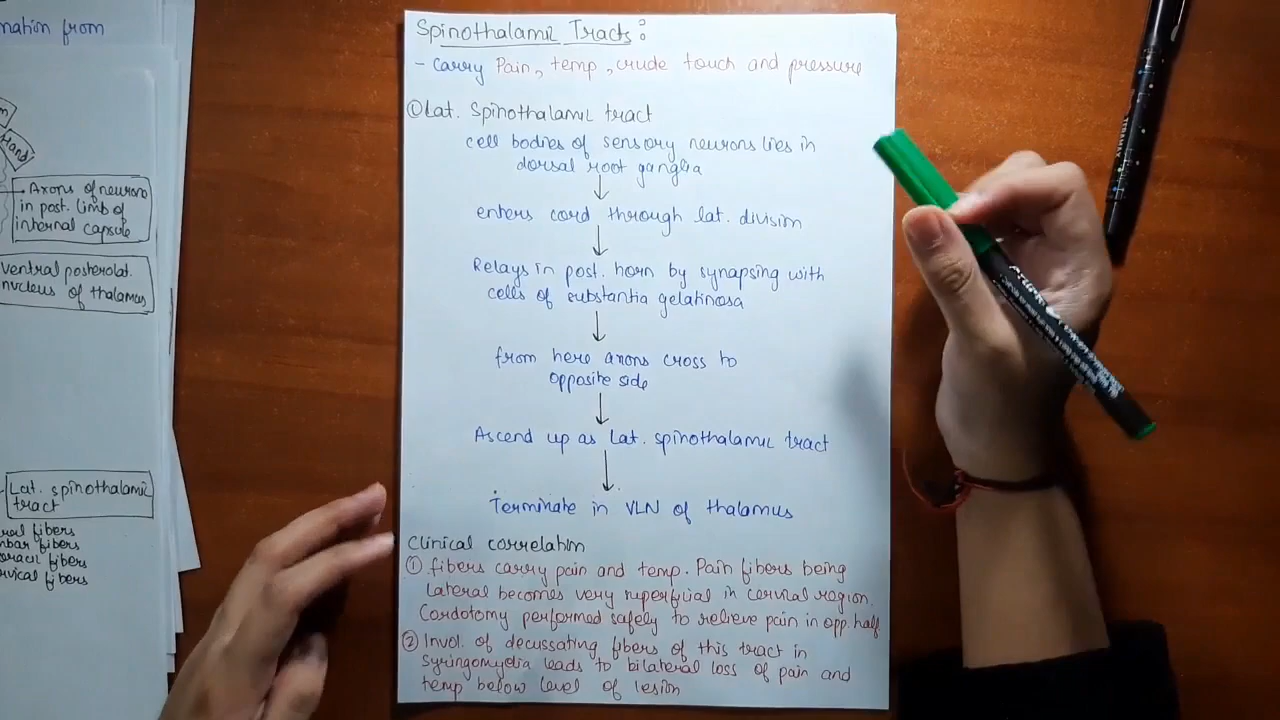 mation from
Hand
Axons of neurons
in post. limb of
internal capsule
ventral posterolat.
nucleus of thalamus
Lat. spinothalamic
tract
fibers
fibers
fibers
fibers
Spinothalamic Tracts:
- Carry Pain, temp, crude touch and pressure
① Lat. Spinothalamic tract
cell bodies of sensory neurons lies in
dorsal root ganglia
enters cord through lat. division
Relays in post. horn by synapsing with
cells of substantia gelatinosa
from here axons cross to
opposite side
Ascend up as Lat. spinothalamic tract
Terminate in VLN of thalamus
Clinical correlation
① fibers carry pain and temp. Pain fibers being
lateral becomes very superficial in cervical region.
Cordotomy performed safely to relieve pain in opp. half
② Invol. of decussating fibers of this tract in
syringomyelia leads to bilateral loss of pain and
temp below level of lesion